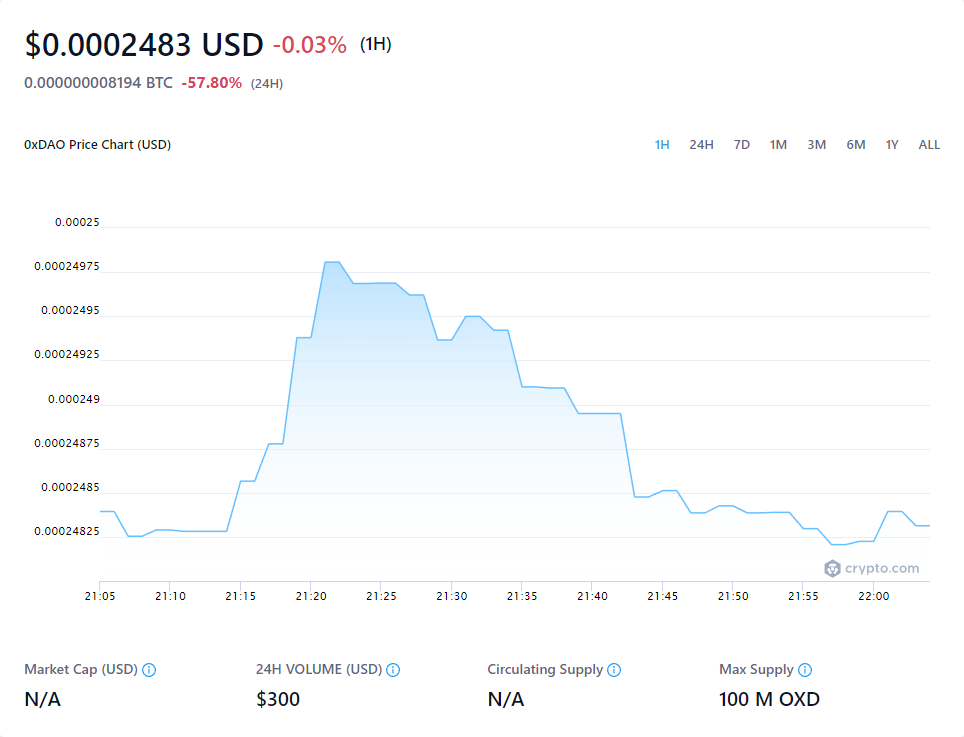 $0.0002483 USD -0.03% (1H)
0.000000008194 BTC -57.80% (24H)
0xDAO Price Chart (USD) 1H 24H 7D 1M 3M 6M 1Y ALL
0.00025
0.00024975
0.0002495
0.00024925
0.000249
0.00024875
0.0002485
0.00024825
crypto.com
21:05 21:10 21:15 21:20 21:25 21:30 21:35 21:40 21:45 21:50 21:55 22:00
Market Cap (USD) 24H VOLUME (USD) Circulating Supply Max Supply
N/A $300 N/A 100 M OXD